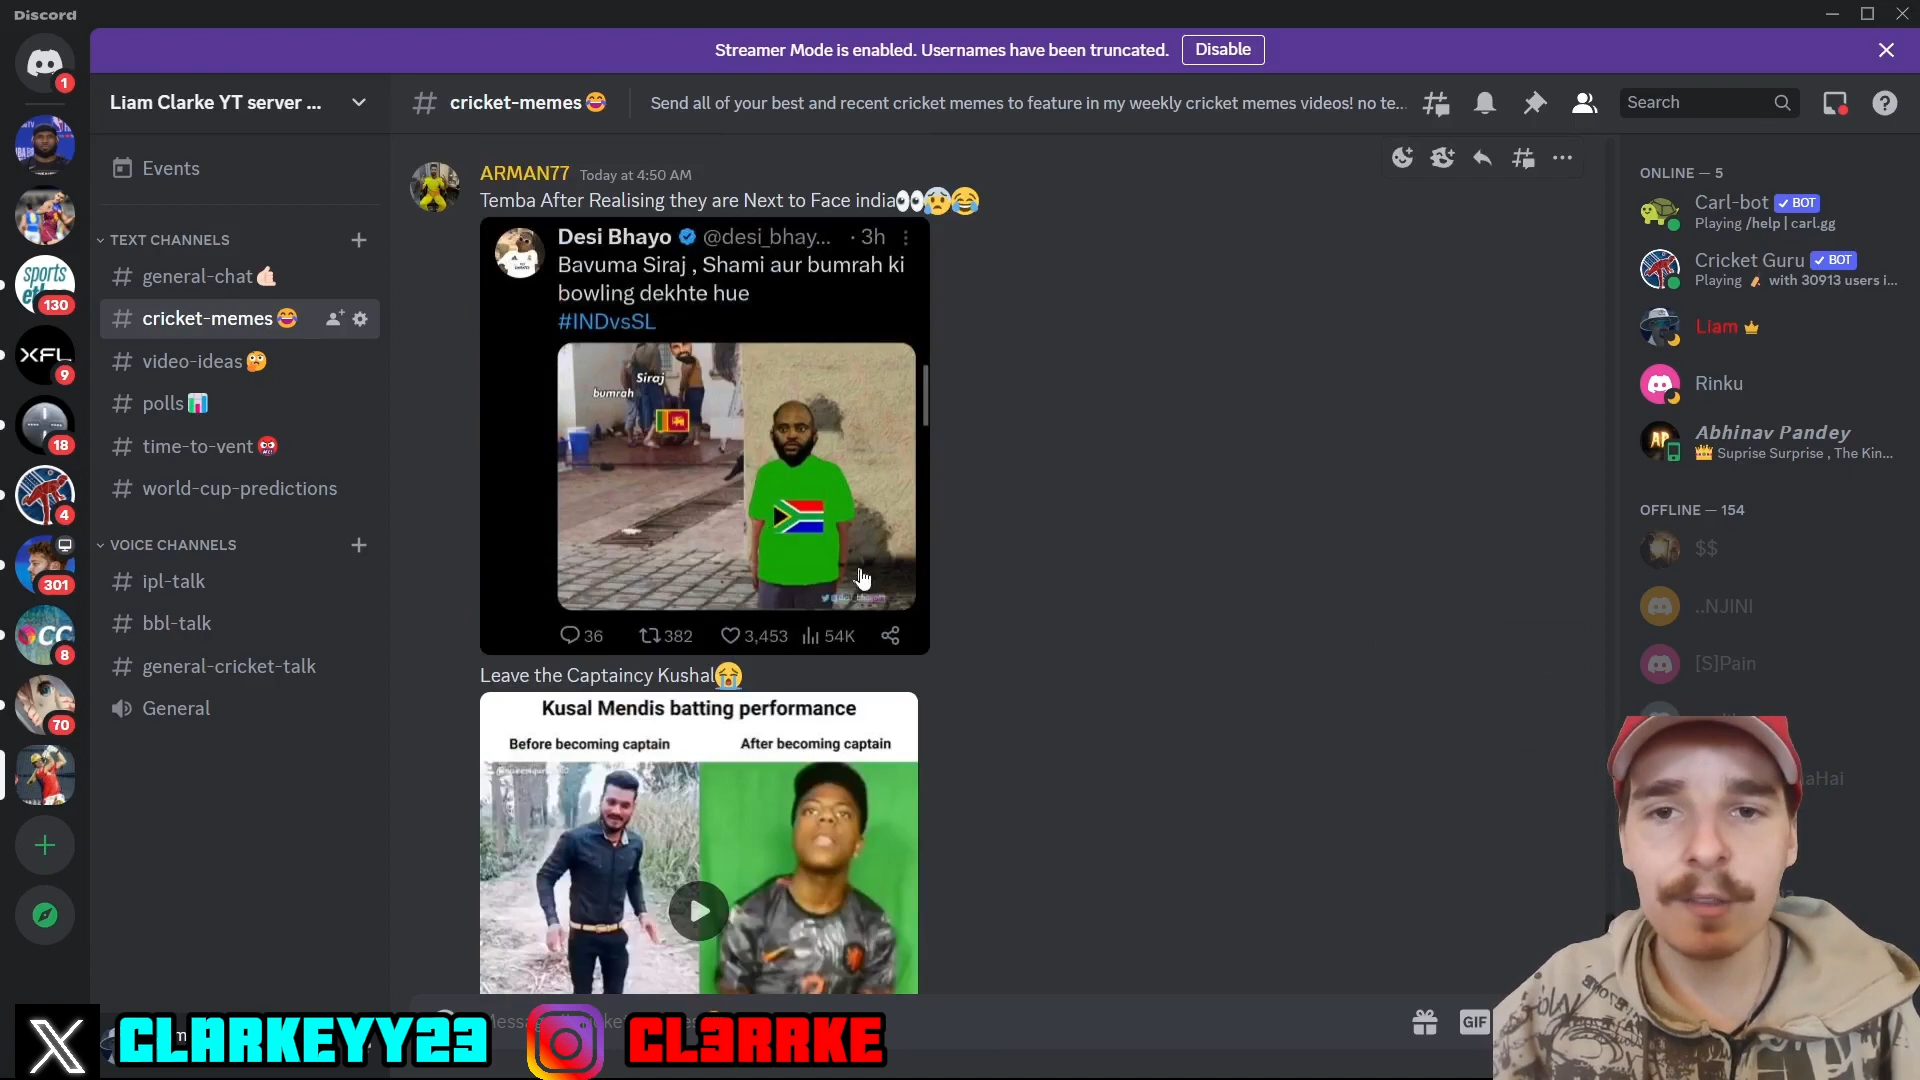 Discord
Streamer Mode is enabled. Usernames have been truncated.
Disable
1
Liam Clarke YT server ...
cricket-memes😂
Send all of your best and recent cricket memes to feature in my weekly cricket memes videos! no te...
Search
Events
TEXT CHANNELS
general-chat🤙🏻
cricket-memes😂
video-ideas🤔
polls📊
time-to-vent🤬
world-cup-predictions
VOICE CHANNELS
ipl-talk
bbl-talk
general-cricket-talk
General
sports
130
XFL
9
18
4
301
CC
8
70
ARMAN77 Today at 4:50 AM
Temba After Realising they are Next to Face india👀😰😂
Desi Bhayo @desi_bhay... · 3h
Bavuma Siraj , Shami aur bumrah ki
bowling dekhte hue
#INDvsSL
Siraj
bumrah
36
382
3,453
54K
Leave the Captaincy Kushal😭
Kusal Mendis batting performance
Before becoming captain
After becoming captain
ONLINE — 5
Carl-bot ✓ BOT
Playing /help | carl.gg
Cricket Guru ✓ BOT
Playing 🏏 with 30913 users i...
Liam
Rinku
AP
Abhinav Pandey
👑 Suprise Surprise , The Kin...
OFFLINE — 154
$$
..NJINI
[S]Pain
aHai
GIF
X
CLARKEYY23
CL3RRKE